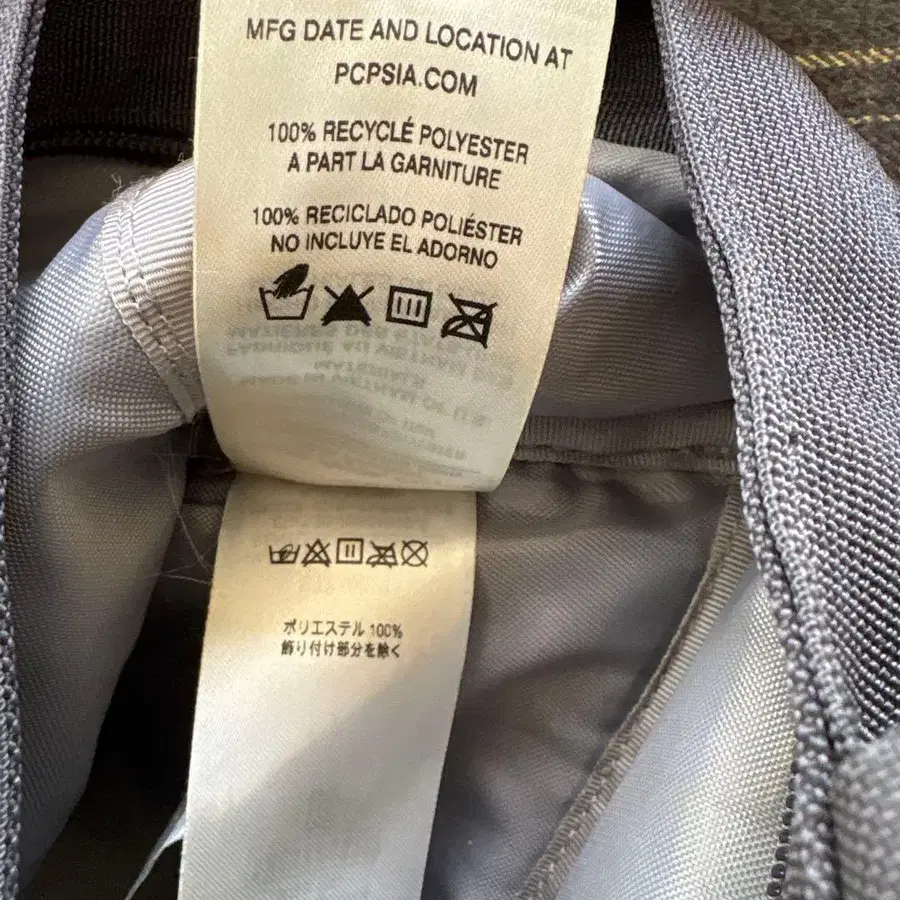 MFG DATE AND LOCATION AT
PCPSIA.COM
100% RECYCLÉ POLYESTER
A PART LA GARNITURE
100% RECICLADO POLIÉSTER
NO INCLUYE EL ADORNO
ポリエステル 100%
飾り付け部分を除く